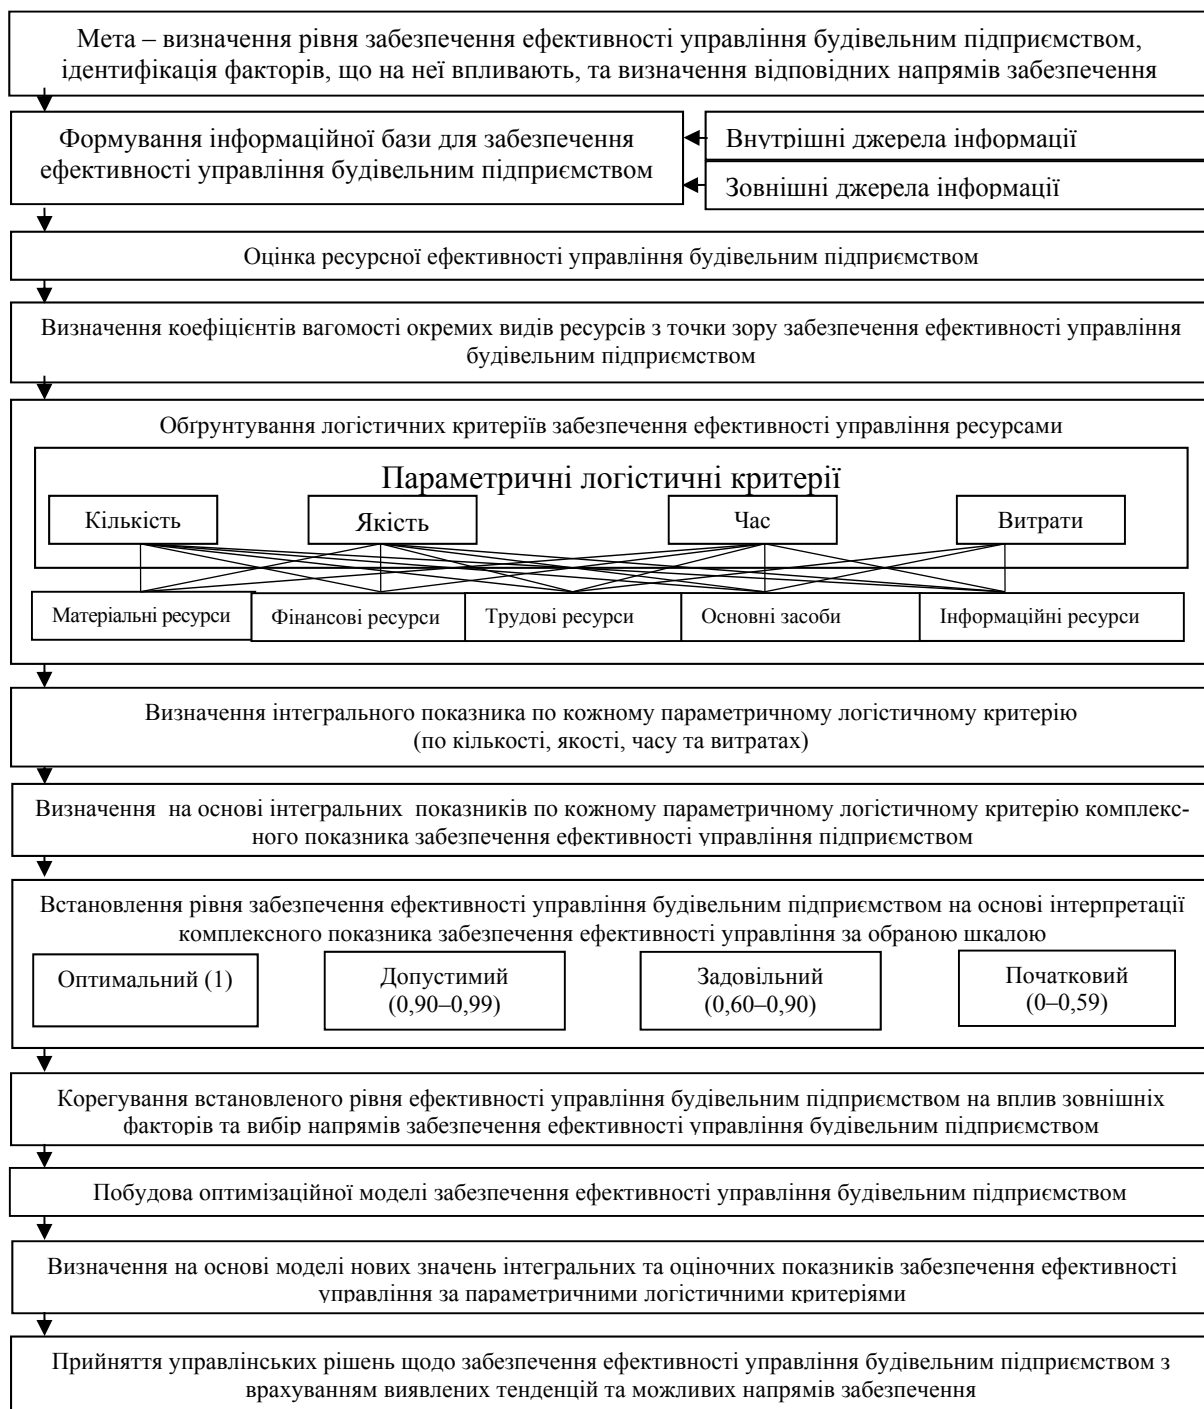 Мета – визначення рівня забезпечення ефективності управління будівельним підприємством,
ідентифікація факторів, що на неї впливають, та визначення відповідних напрямів забезпечення
Формування інформаційної бази для забезпечення
ефективності управління будівельним підприємством
Внутрішні джерела інформації
Зовнішні джерела інформації
Оцінка ресурсної ефективності управління будівельним підприємством
Визначення коефіцієнтів вагомості окремих видів ресурсів з точки зору забезпечення ефективності управління
будівельним підприємством
Обґрунтування логістичних критеріїв забезпечення ефективності управління ресурсами
Параметричні логістичні критерії
Кількість
Якість
Час
Витрати
Матеріальні ресурси
Фінансові ресурси
Трудові ресурси
Основні засоби
Інформаційні ресурси
Визначення інтегрального показника по кожному параметричному логістичному критерію
(по кількості, якості, часу та витратах)
Визначення на основі інтегральних показників по кожному параметричному логістичному критерію комплекс-
ного показника забезпечення ефективності управління підприємством
Встановлення рівня забезпечення ефективності управління будівельним підприємством на основі інтерпретації
комплексного показника забезпечення ефективності управління за обраною шкалою
Оптимальний (1)
Допустимий
(0,90–0,99)
Задовільний
(0,60–0,90)
Початковий
(0–0,59)
Корегування встановленого рівня ефективності управління будівельним підприємством на вплив зовнішніх
факторів та вибір напрямів забезпечення ефективності управління будівельним підприємством
Побудова оптимізаційної моделі забезпечення ефективності управління будівельним підприємством
Визначення на основі моделі нових значень інтегральних та оціночних показників забезпечення ефективності
управління за параметричними логістичними критеріями
Прийняття управлінських рішень щодо забезпечення ефективності управління будівельним підприємством з
врахуванням виявлених тенденцій та можливих напрямів забезпечення